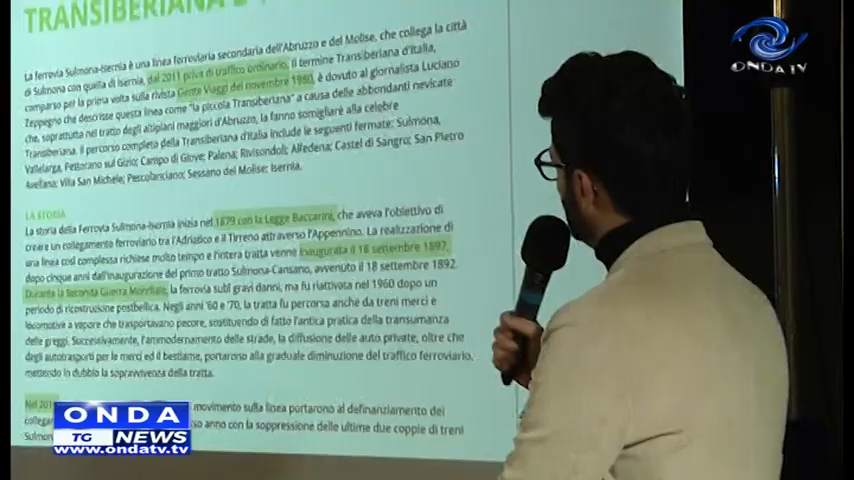 TRANSIBERIANA
ONDA TV
La ferrovia Sulmona-Isernia è una linea ferroviaria secondaria dell'Abruzzo e del Molise, che collega la città
di Sulmona con quella di Isernia, dal 2011 priva di traffico ordinario. Il termine Transiberiana d'Italia,
comparso per la prima volta sulla rivista Gente Viaggi del novembre 1980, è dovuto al giornalista Luciano
Zeppegno che descrisse questa linea come "la piccola Transiberiana" a causa delle abbondanti nevicate
che, soprattutto nel tratto degli altipiani maggiori d'Abruzzo, la fanno somigliare alla celebre
Transiberiana. Il percorso completo della Transiberiana d'Italia include le seguenti fermate: Sulmona,
Vallelarga, Pettorano sul Gizio; Campo di Giove; Palena; Rivisondoli; Alfedena; Castel di Sangro; San Pietro
Avellana; Villa San Michele; Pescolanciano; Sessano del Molise; Isernia.
LA STORIA
La storia della Ferrovia Sulmona-Isernia inizia nel 1879 con la Legge Baccarini, che aveva l'obiettivo di
creare un collegamento ferroviario tra l'Adriatico e il Tirreno attraverso l'Appennino. La realizzazione di
una linea così complessa richiese molto tempo e l'intera tratta venne inaugurata il 18 settembre 1897,
dopo cinque anni dall'inaugurazione del primo tratto Sulmona-Cansano, avvenuto il 18 settembre 1892.
Durante la Seconda Guerra Mondiale, la ferrovia subì gravi danni, ma fu riattivata nel 1960 dopo un
periodo di ricostruzione postbellica. Negli anni '60 e '70, la tratta fu percorsa anche da treni merci e
locomotive a vapore che trasportavano pecore, sostituendo di fatto l'antica pratica della transumanza
delle greggi. Successivamente, l'ammodernamento delle strade, la diffusione delle auto private, oltre che
degli autotrasporti per le merci ed il bestiame, portarono alla graduale diminuzione del traffico ferroviario,
mettendo in dubbio la sopravvivenza della tratta.
Nel 201 movimento sulla linea portarono al definanziamento del
collega so anno con la soppressione delle ultime due coppie di treni
Sulmon
ONDA
TG NEWS
www.ondatv.tv